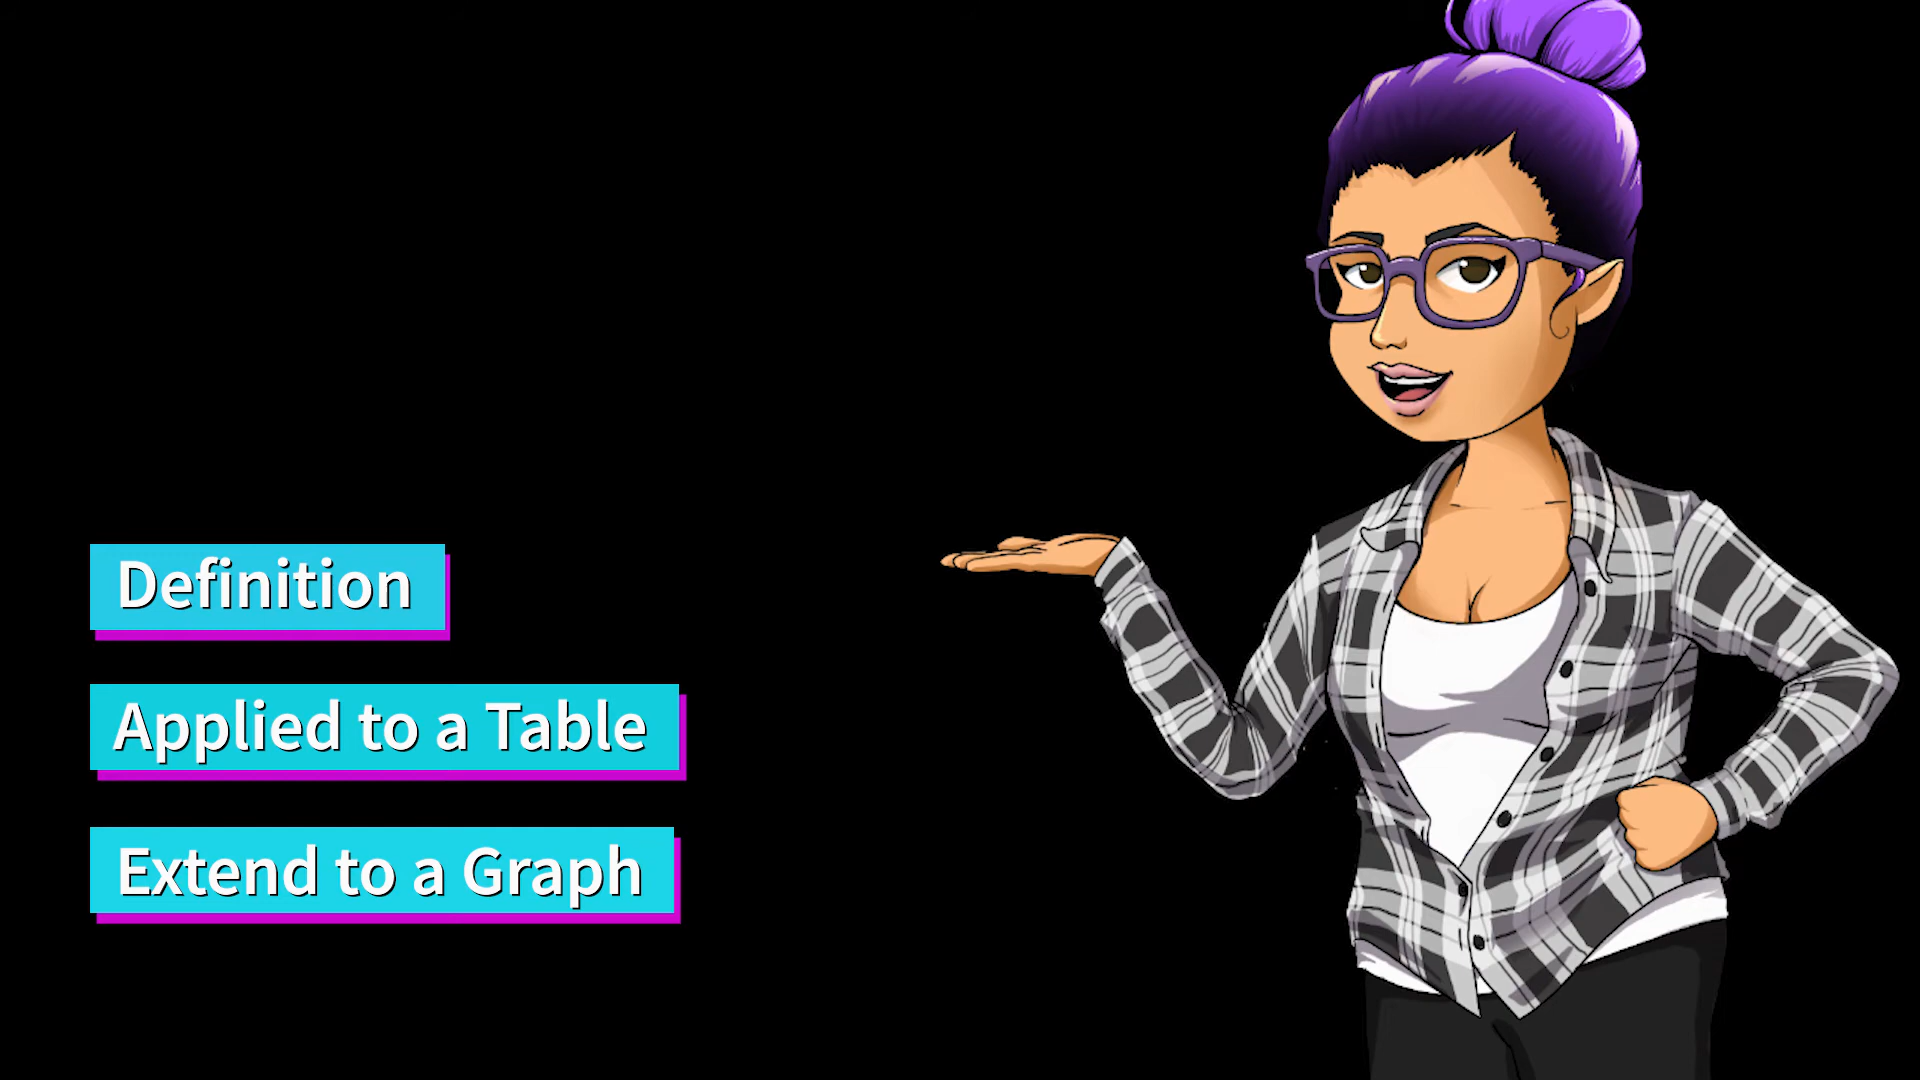 Definition
Applied to a Table
Extend to a Graph